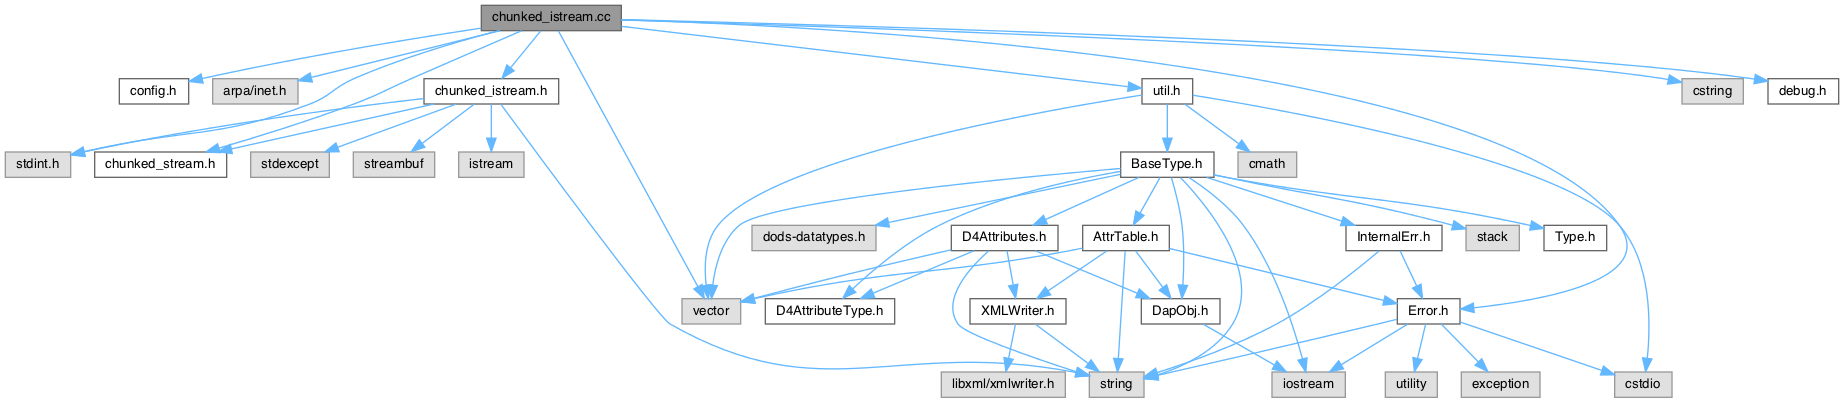 chunked_istream.cc
config.h
arpa/inet.h
chunked_istream.h
util.h
cstring
debug.h
stdint.h
chunked_stream.h
stdexcept
streambuf
istream
BaseType.h
cmath
dods-datatypes.h
D4Attributes.h
AttrTable.h
InternalErr.h
stack
Type.h
vector
D4AttributeType.h
XMLWriter.h
DapObj.h
Error.h
libxml/xmlwriter.h
string
iostream
utility
exception
cstdio